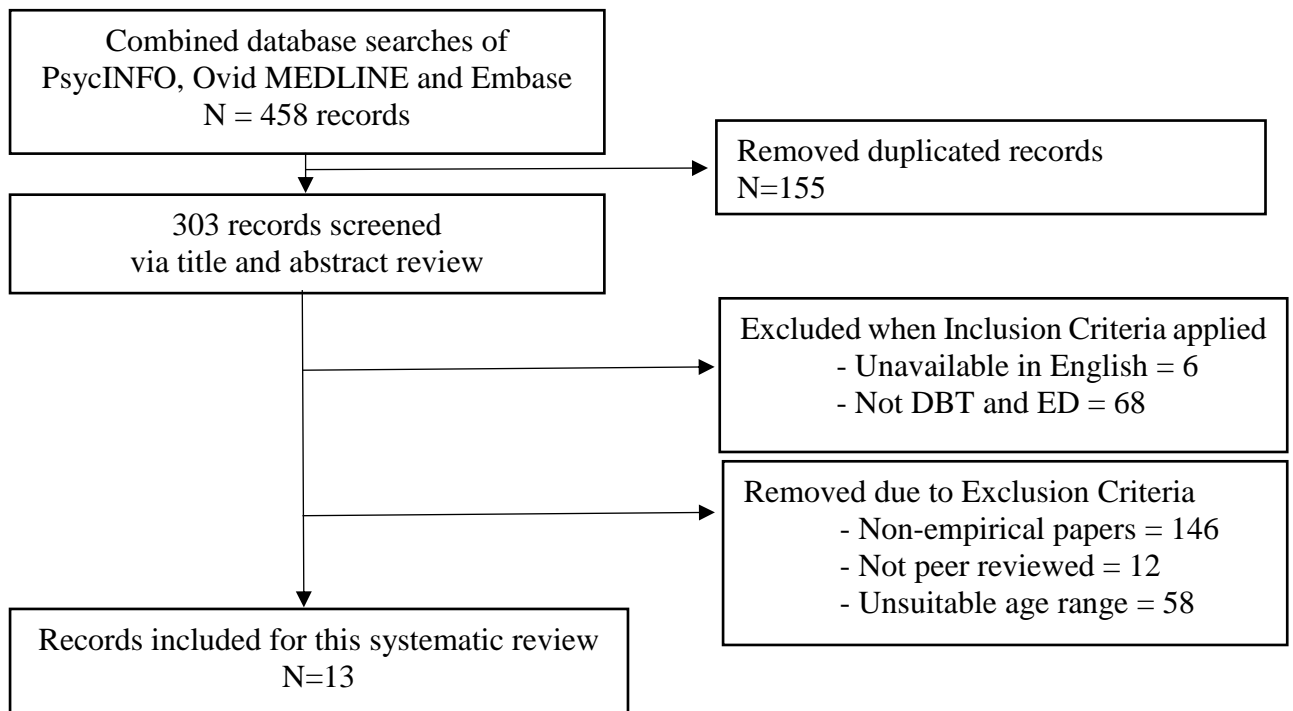 Combined database searches of
PsycINFO, Ovid MEDLINE and Embase
N = 458 records
Removed duplicated records
N=155
303 records screened
via title and abstract review
Excluded when Inclusion Criteria applied
- Unavailable in English = 6
- Not DBT and ED = 68
Removed due to Exclusion Criteria
- Non-empirical papers = 146
- Not peer reviewed = 12
- Unsuitable age range = 58
Records included for this systematic review
N=13